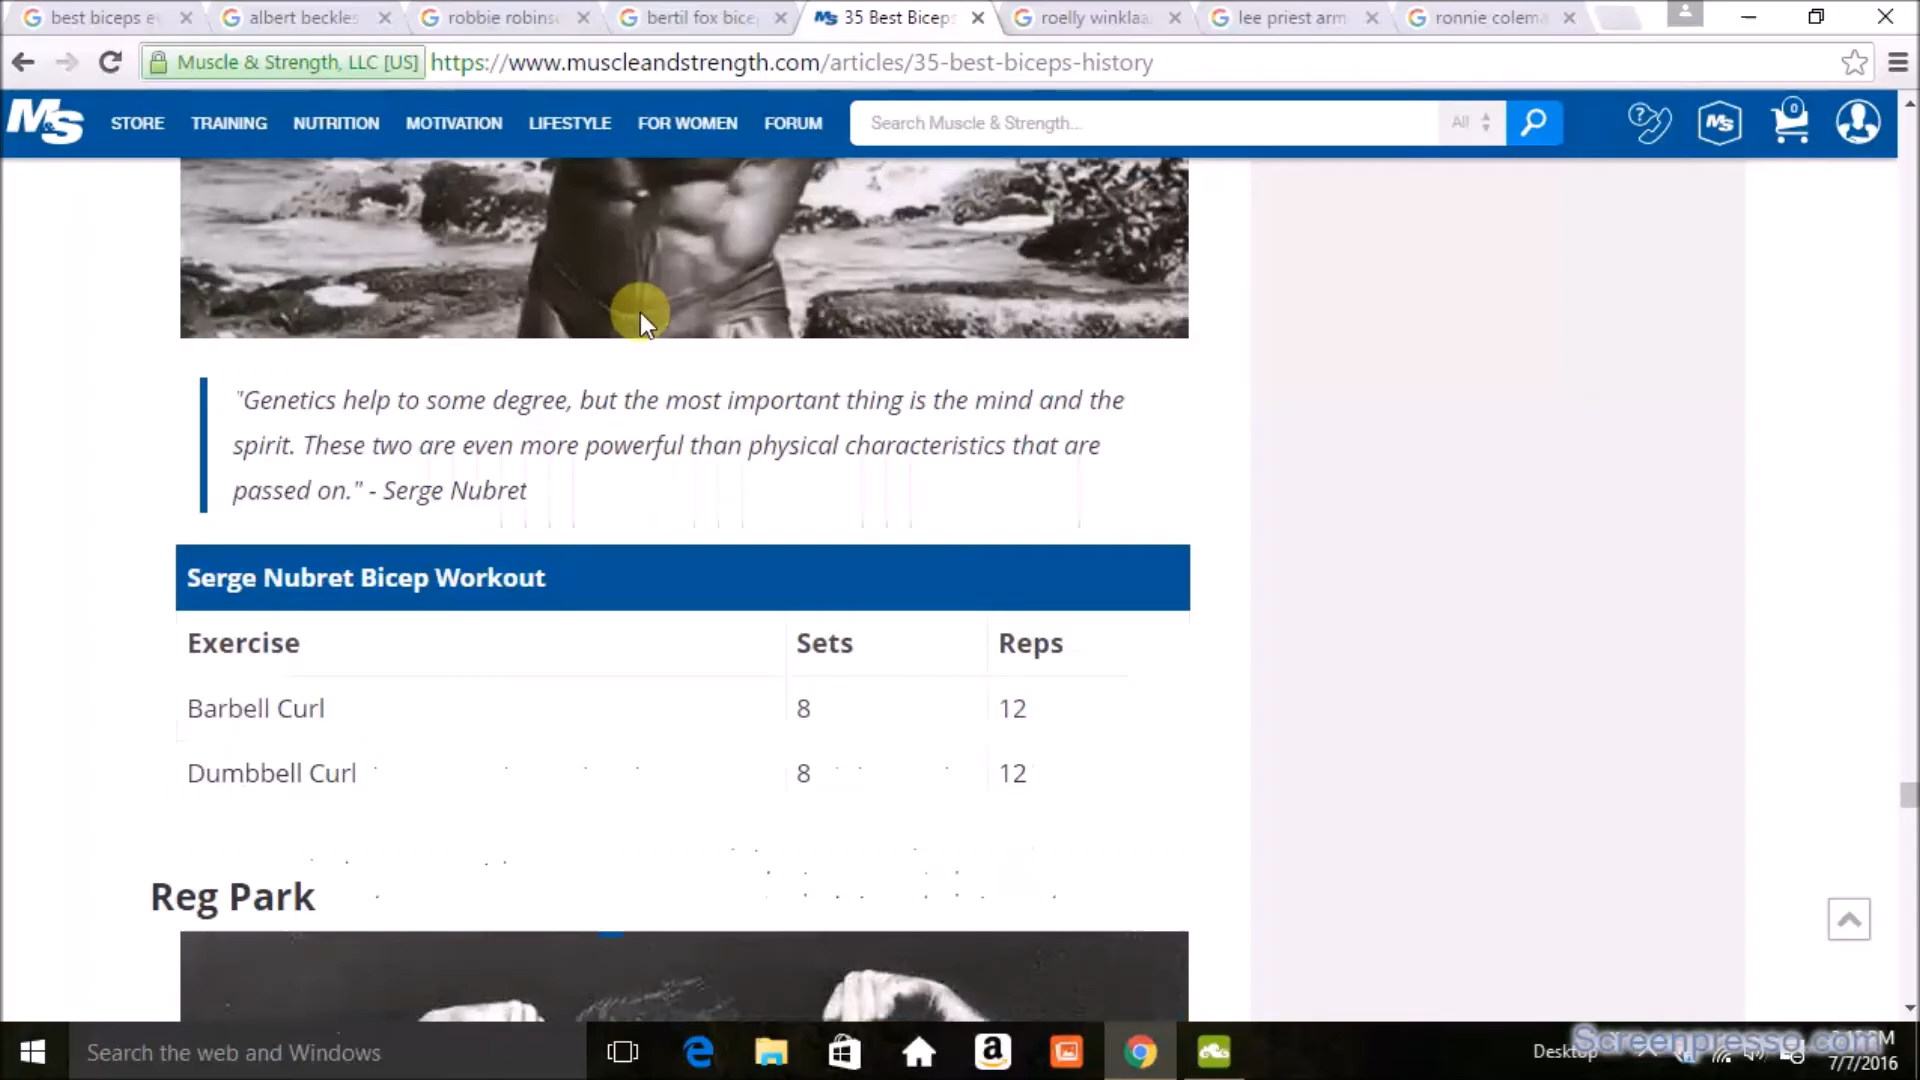 best biceps e
albert beckles
robbie robins
bertil fox bice
35 Best Biceps
roelly winklaa
lee priest arm
ronnie colem
Muscle & Strength, LLC [US]
https://www.muscleandstrength.com/articles/35-best-biceps-history
M&S
STORE
TRAINING
NUTRITION
MOTIVATION
LIFESTYLE
FOR WOMEN
FORUM
Search Muscle & Strength...
All
MS
0
"Genetics help to some degree, but the most important thing is the mind and the
spirit. These two are even more powerful than physical characteristics that are
passed on." - Serge Nubret
Serge Nubret Bicep Workout
Exercise Sets Reps
Barbell Curl 8 12
Dumbbell Curl 8 12
Reg Park
Search the web and Windows
Desktop
Screenpresso.com
7/7/2016